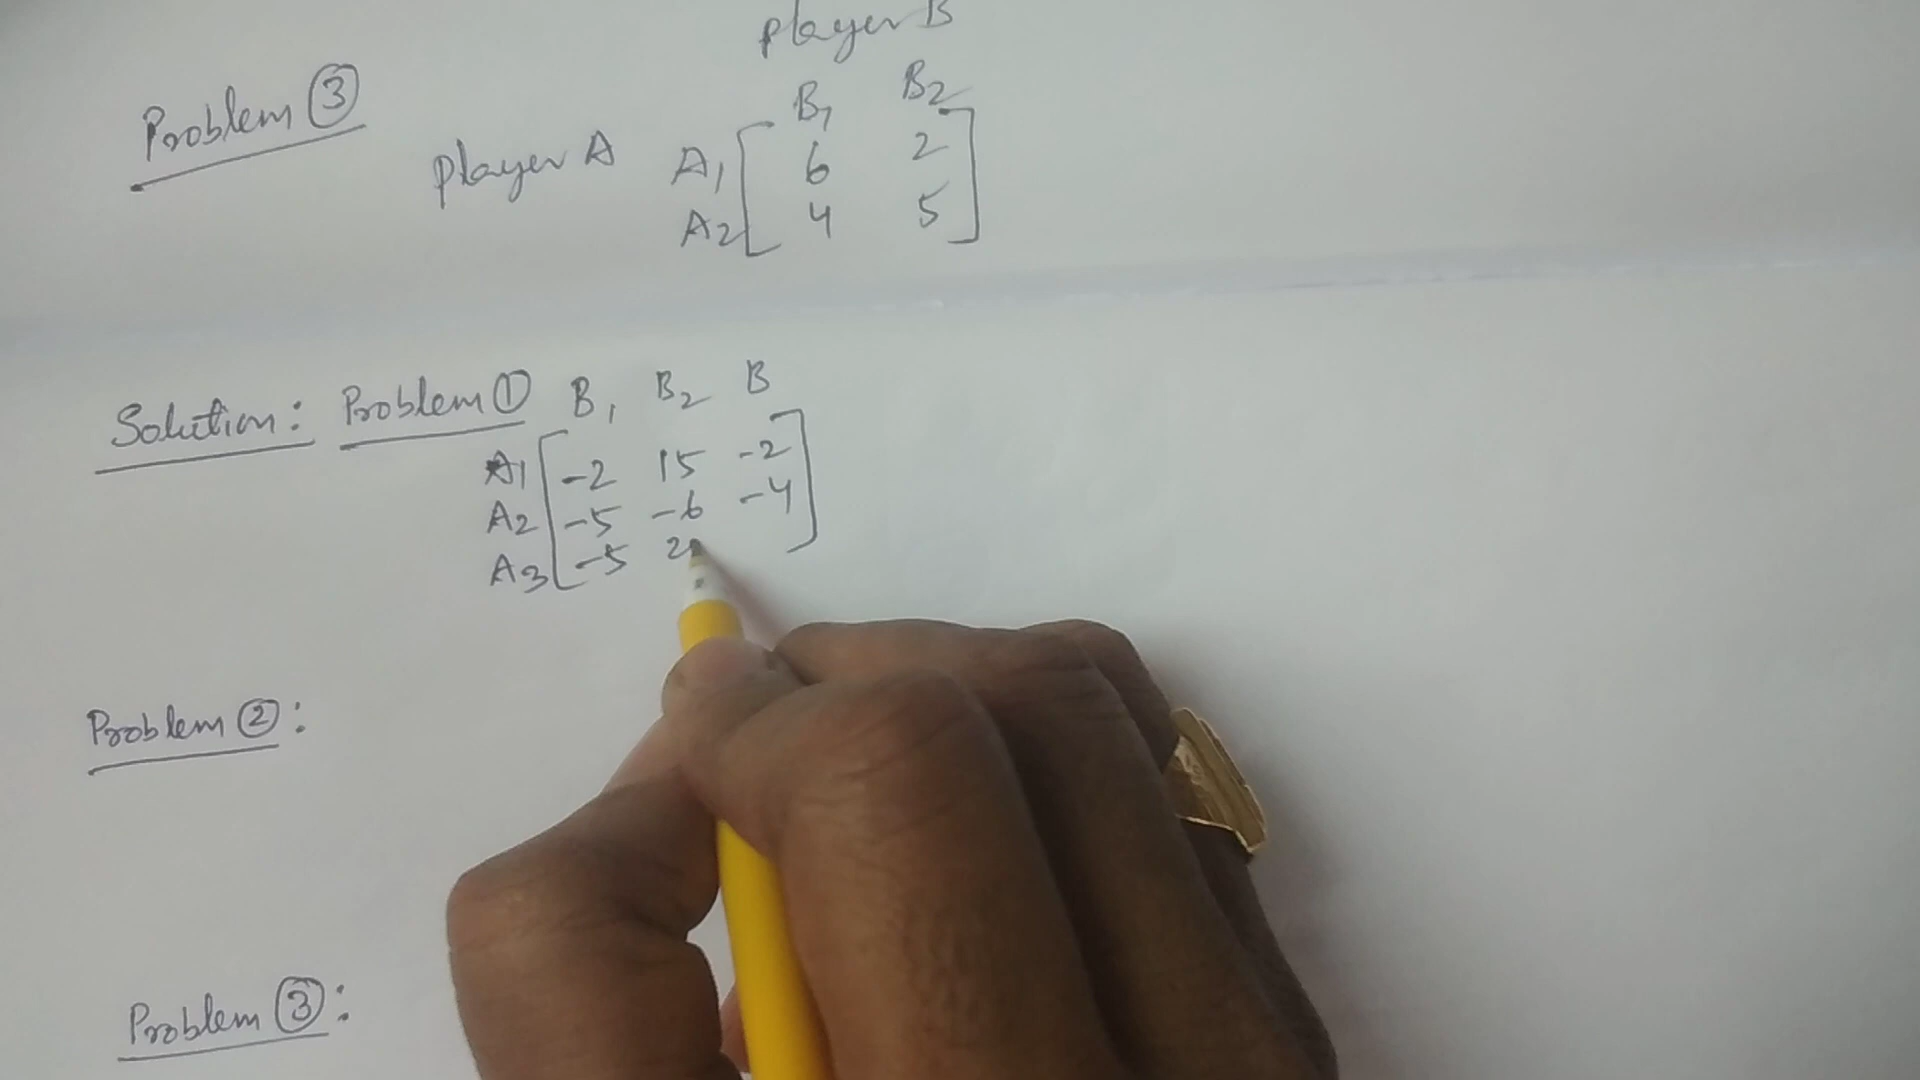 Player B
Problem ③
B1 B2
Player A A1 6 2
A2 4 5
Solution: Problem ① B1 B2 B
A1 -2 15 -2
A2 -5 -6 -4
A3 -5
Problem ②:
Problem ③: